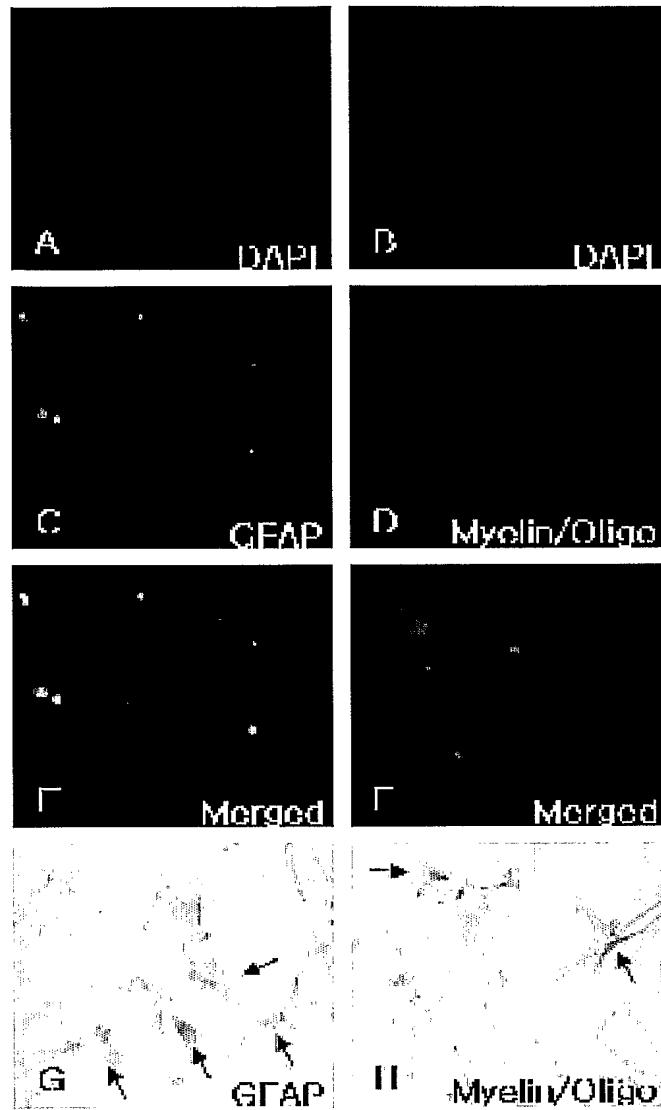 A DAPI
B DAPI
C GFAP
D Myelin/Oligo
E Merged
F Merged
G GFAP
H Myelin/Oligo